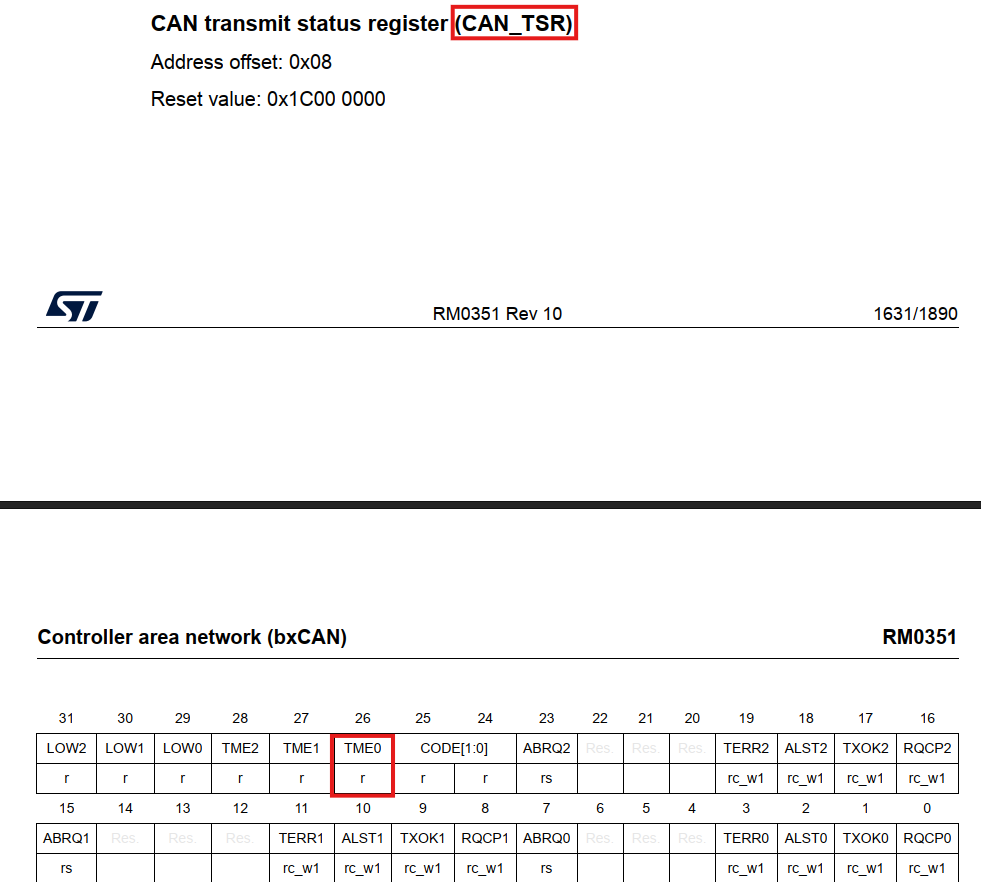 CAN transmit status register (CAN_TSR)
Address offset: 0x08
Reset value: 0x1C00 0000
ST
RM0351 Rev 10
1631/1890
Controller area network (bxCAN)
RM0351
31 30 29 28 27 26 25 24 23 22 21 20 19 18 17 16
LOW2 LOW1 LOW0 TME2 TME1 TME0 CODE[1:0] ABRQ2 Res. Res. Res. TERR2 ALST2 TXOK2 RQCP2
r r r r r r r r rs rc_w1 rc_w1 rc_w1 rc_w1
15 14 13 12 11 10 9 8 7 6 5 4 3 2 1 0
ABRQ1 Res. Res. Res. TERR1 ALST1 TXOK1 RQCP1 ABRQ0 Res. Res. Res. TERR0 ALST0 TXOK0 RQCP0
rs rc_w1 rc_w1 rc_w1 rc_w1 rs rc_w1 rc_w1 rc_w1 rc_w1